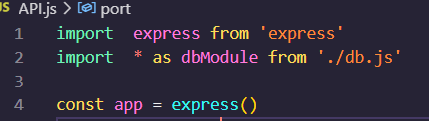 JS API.js > port
1 import  express from 'express'
2 import  * as dbModule from './db.js'
3
4 const app = express()